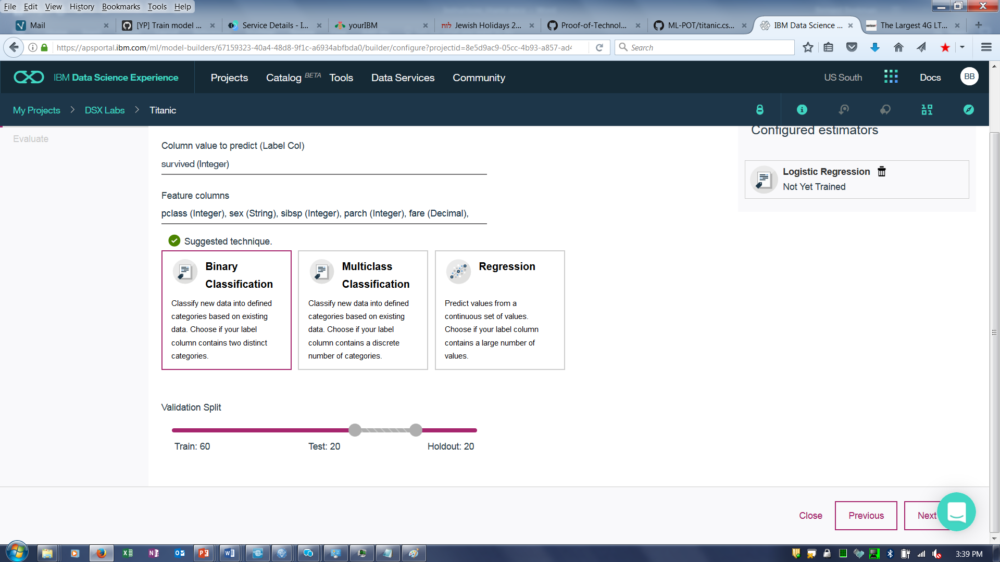 File Edit View History Bookmarks Tools Help
Mail
[YP] Train model ...
Service Details - I...
yourIBM
לוח Jewish Holidays 2...
Proof-of-Technol...
ML-POT/titanic.cs...
IBM Data Science ...
The Largest 4G LT...
https://apsportal.ibm.com/ml/model-builders/67159323-40a4-48d8-9f1c-a6934abfbda0/builder/configure?projectid=8e5d9ac9-05cc-4b93-a857-ad4
Search
IBM Data Science Experience
Projects
Catalog BETA
Tools
Data Services
Community
US South
Docs
BB
My Projects > DSX Labs > Titanic
Evaluate
Column value to predict (Label Col)
survived (Integer)
Feature columns
pclass (Integer), sex (String), sibsp (Integer), parch (Integer), fare (Decimal),
Suggested technique.
Binary
Classification
Classify new data into defined
categories based on existing
data. Choose if your label
column contains two distinct
categories.
Multiclass
Classification
Classify new data into defined
categories based on existing
data. Choose if your label
column contains a discrete
number of categories.
Regression
Predict values from a
continuous set of values.
Choose if your label column
contains a large number of
values.
Validation Split
Train: 60
Test: 20
Holdout: 20
Configured estimators
Logistic Regression
Not Yet Trained
Close
Previous
Next
3:39 PM